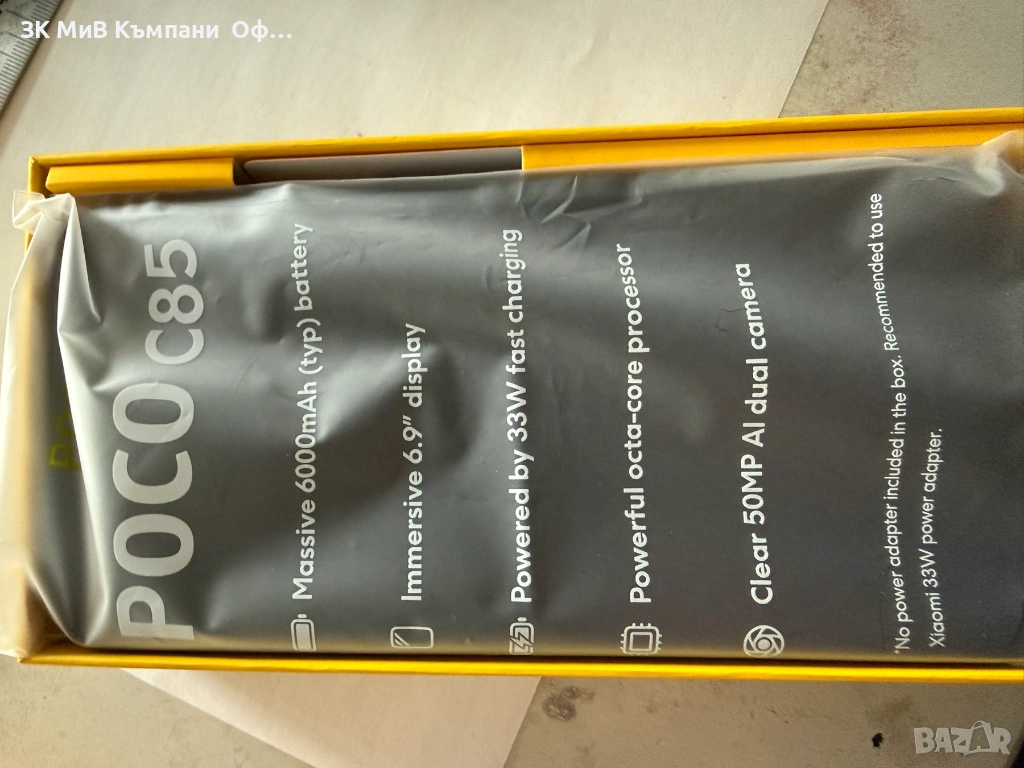 ЗК МиВ Къмпани Оф...
POCO C85
Massive 6000mAh (typ) battery
Immersive 6.9" display
Powered by 33W fast charging
Powerful octa-core processor
Clear 50MP AI dual camera
*No power adapter included in the box. Recommended to use
Xiaomi 33W power adapter.
BAZAR